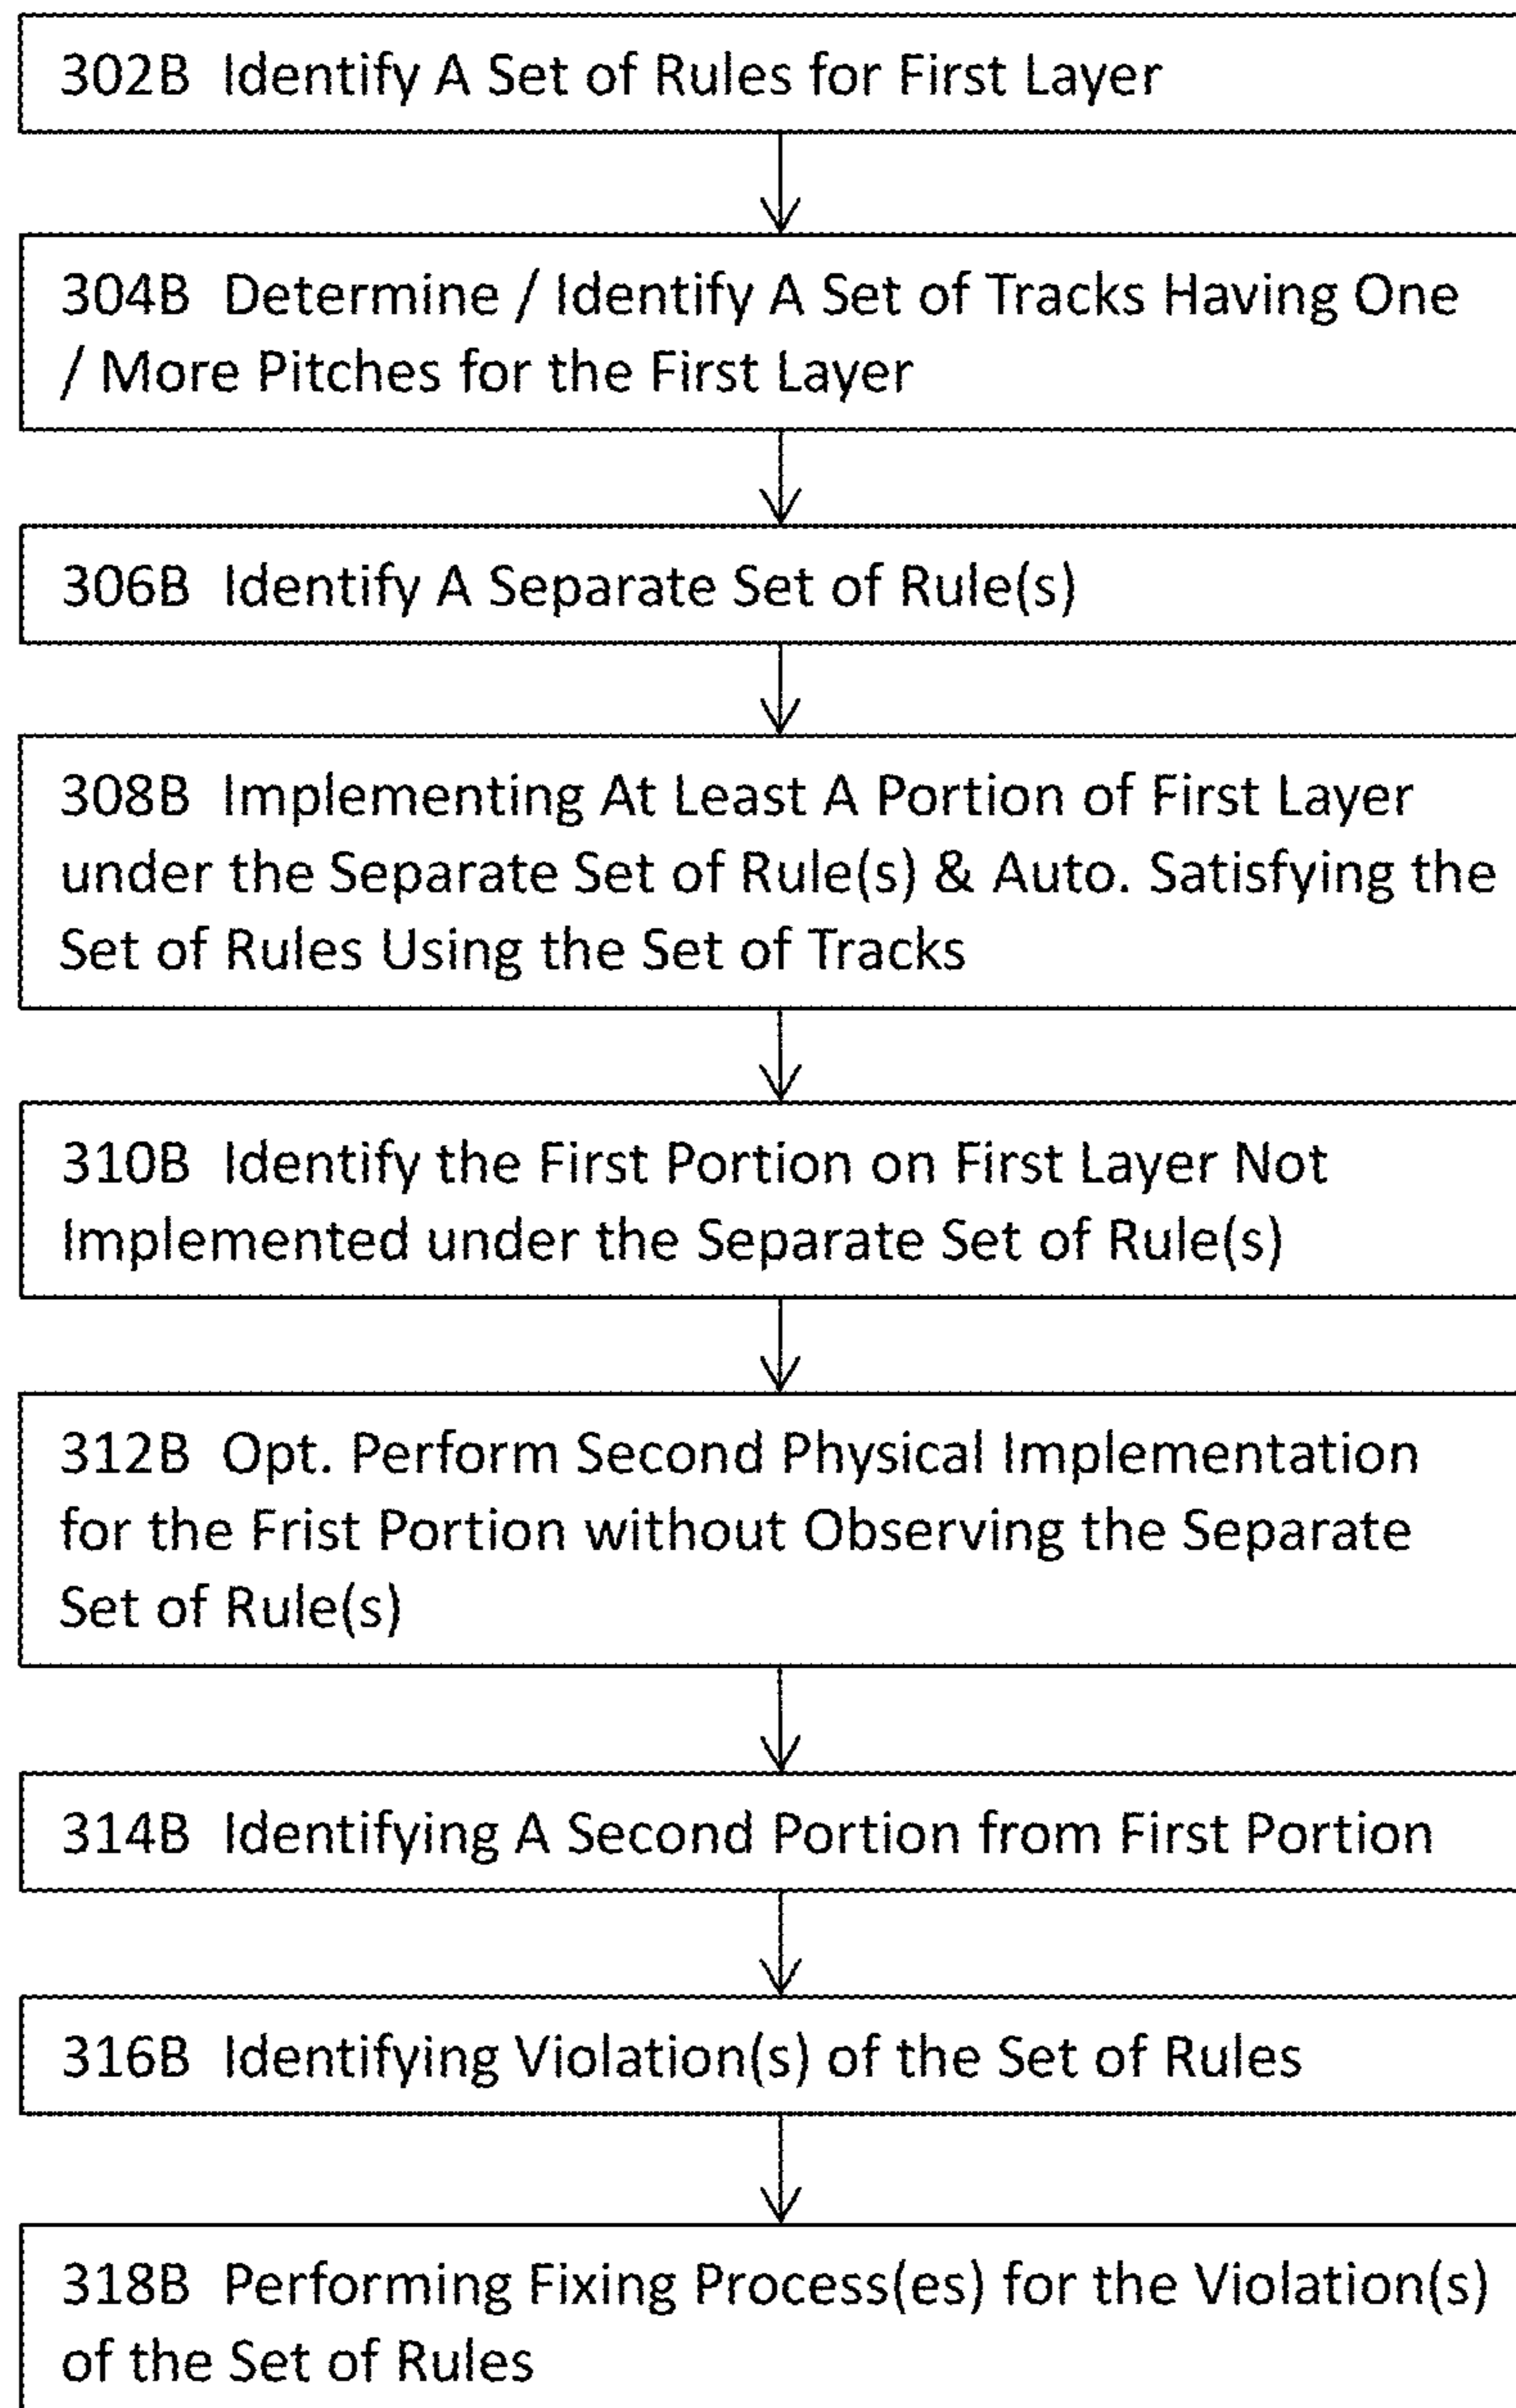 302B Identify A Set of Rules for First Layer
304B Determine / Identify A Set of Tracks Having One
/ More Pitches for the First Layer
306B Identify A Separate Set of Rule(s)
308B Implementing At Least A Portion of First Layer
under the Separate Set of Rule(s) & Auto. Satisfying the
Set of Rules Using the Set of Tracks
310B Identify the First Portion on First Layer Not
Implemented under the Separate Set of Rule(s)
312B Opt. Perform Second Physical Implementation
for the Frist Portion without Observing the Separate
Set of Rule(s)
314B Identifying A Second Portion from First Portion
316B Identifying Violation(s) of the Set of Rules
318B Performing Fixing Process(es) for the Violation(s)
of the Set of Rules